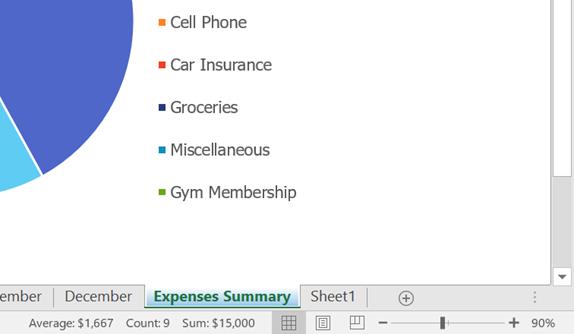 Cell Phone
Car Insurance
Groceries
Miscellaneous
Gym Membership
ember December Expenses Summary Sheet1
Average: $1,667 Count: 9 Sum: $15,000 90%